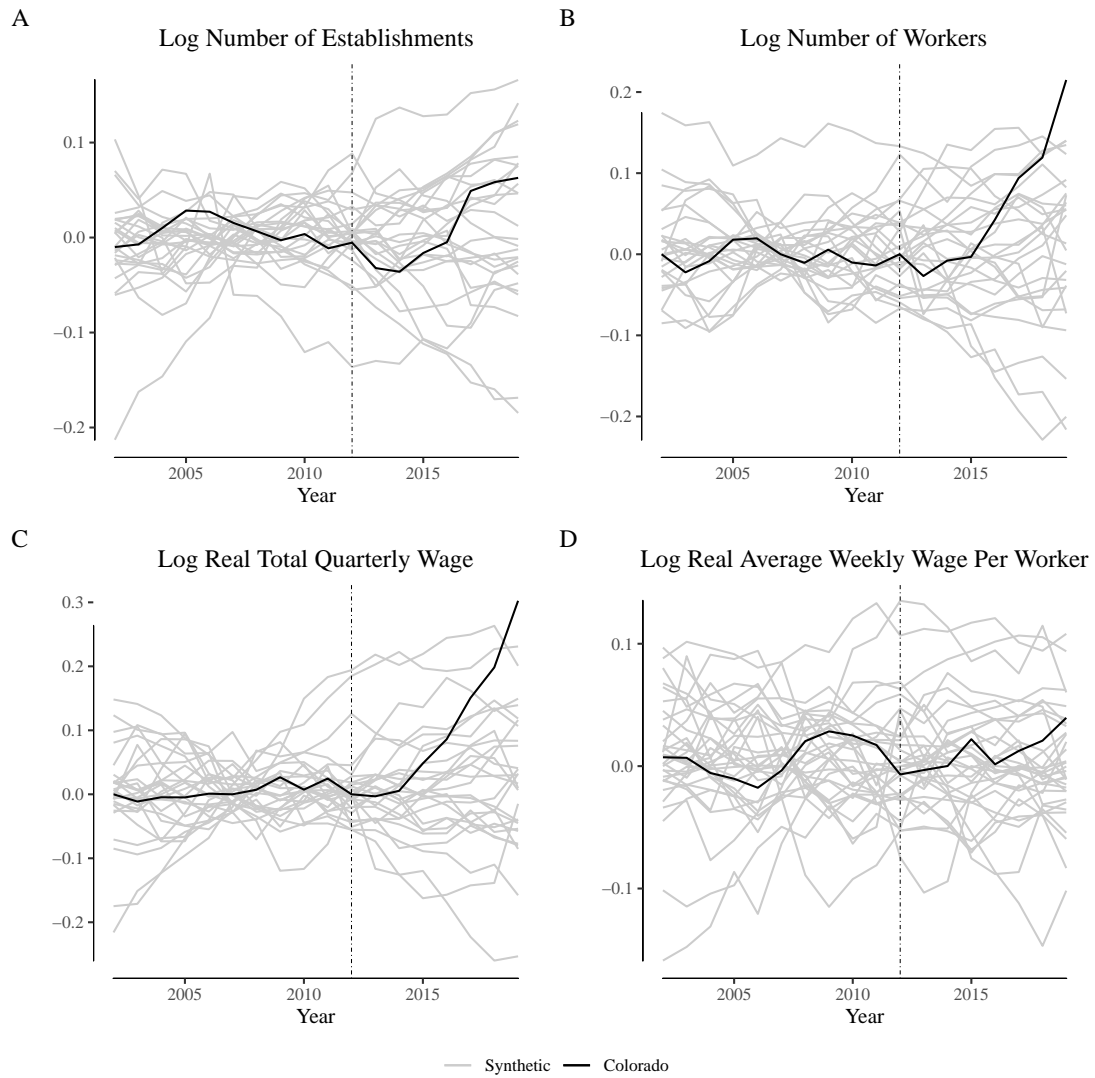 A
Log Number of Establishments
0.1
0.0
−0.1
−0.2
2005 2010 2015
Year
B
Log Number of Workers
0.2
0.1
0.0
−0.1
−0.2
2005 2010 2015
Year
C
Log Real Total Quarterly Wage
0.3
0.2
0.1
0.0
−0.1
−0.2
2005 2010 2015
Year
D
Log Real Average Weekly Wage Per Worker
0.1
0.0
−0.1
2005 2010 2015
Year
Synthetic Colorado